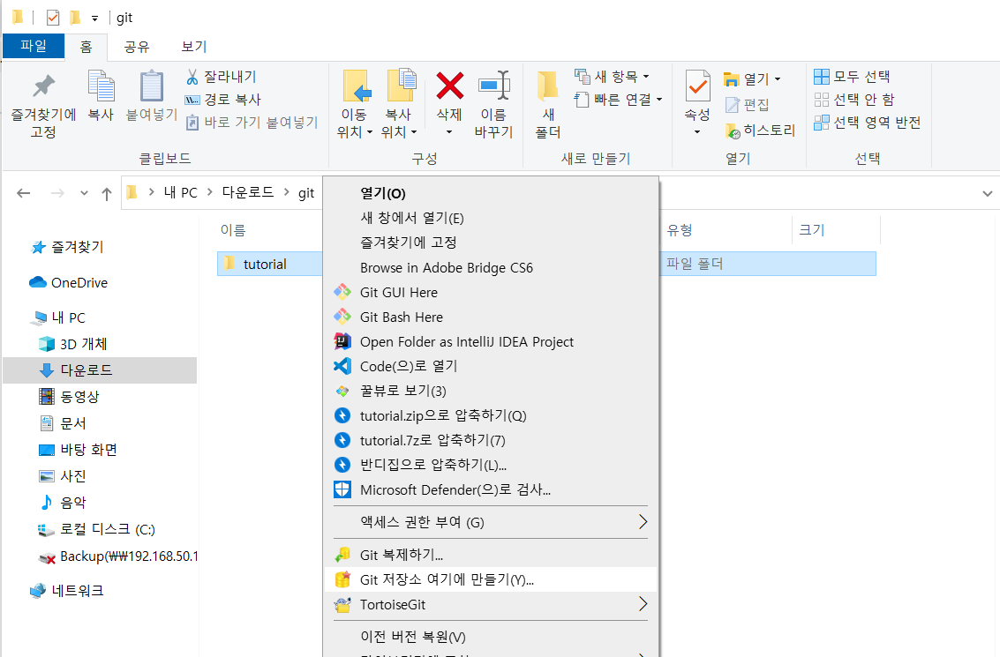 git
파일 홈 공유 보기
즐겨찾기에 고정
복사
붙여넣기
잘라내기
경로 복사
바로 가기 붙여넣기
클립보드
이동 위치
복사 위치
삭제
이름 바꾸기
구성
새 폴더
새 항목
빠른 연결
새로 만들기
속성
열기
편집
히스토리
열기
모두 선택
선택 안 함
선택 영역 반전
선택
내 PC 다운로드 git
이름 유형 크기
tutorial 파일 폴더
즐겨찾기
OneDrive
내 PC
3D 개체
다운로드
동영상
문서
바탕 화면
사진
음악
로컬 디스크 (C:)
Backup(₩₩192.168.50.1
네트워크
열기(O)
새 창에서 열기(E)
즐겨찾기에 고정
Browse in Adobe Bridge CS6
Git GUI Here
Git Bash Here
Open Folder as IntelliJ IDEA Project
Code(으)로 열기
꿀뷰로 보기(3)
tutorial.zip으로 압축하기(Q)
tutorial.7z로 압축하기(7)
반디집으로 압축하기(L)...
Microsoft Defender(으)로 검사...
액세스 권한 부여 (G)
Git 복제하기...
Git 저장소 여기에 만들기(Y)...
TortoiseGit
이전 버전 복원(V)